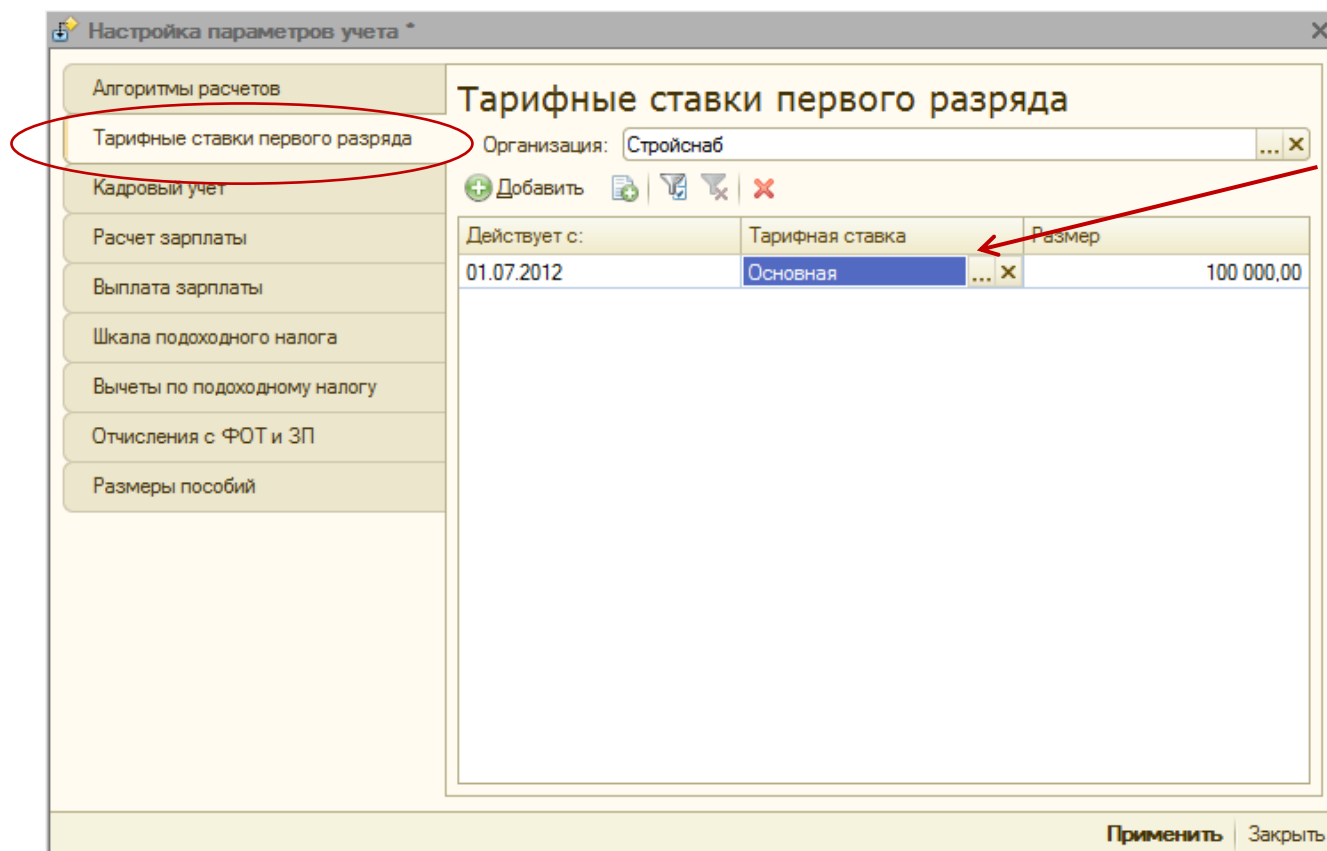 Настройка параметров учета *
Алгоритмы расчетов
Тарифные ставки первого разряда
Кадровый учет
Расчет зарплаты
Выплата зарплаты
Шкала подоходного налога
Вычеты по подоходному налогу
Отчисления с ФОТ и ЗП
Размеры пособий
Тарифные ставки первого разряда
Организация: Стройснаб ...
Добавить
Действует с: Тарифная ставка Размер
01.07.2012 Основная ... 100 000,00
Применить Закрыть